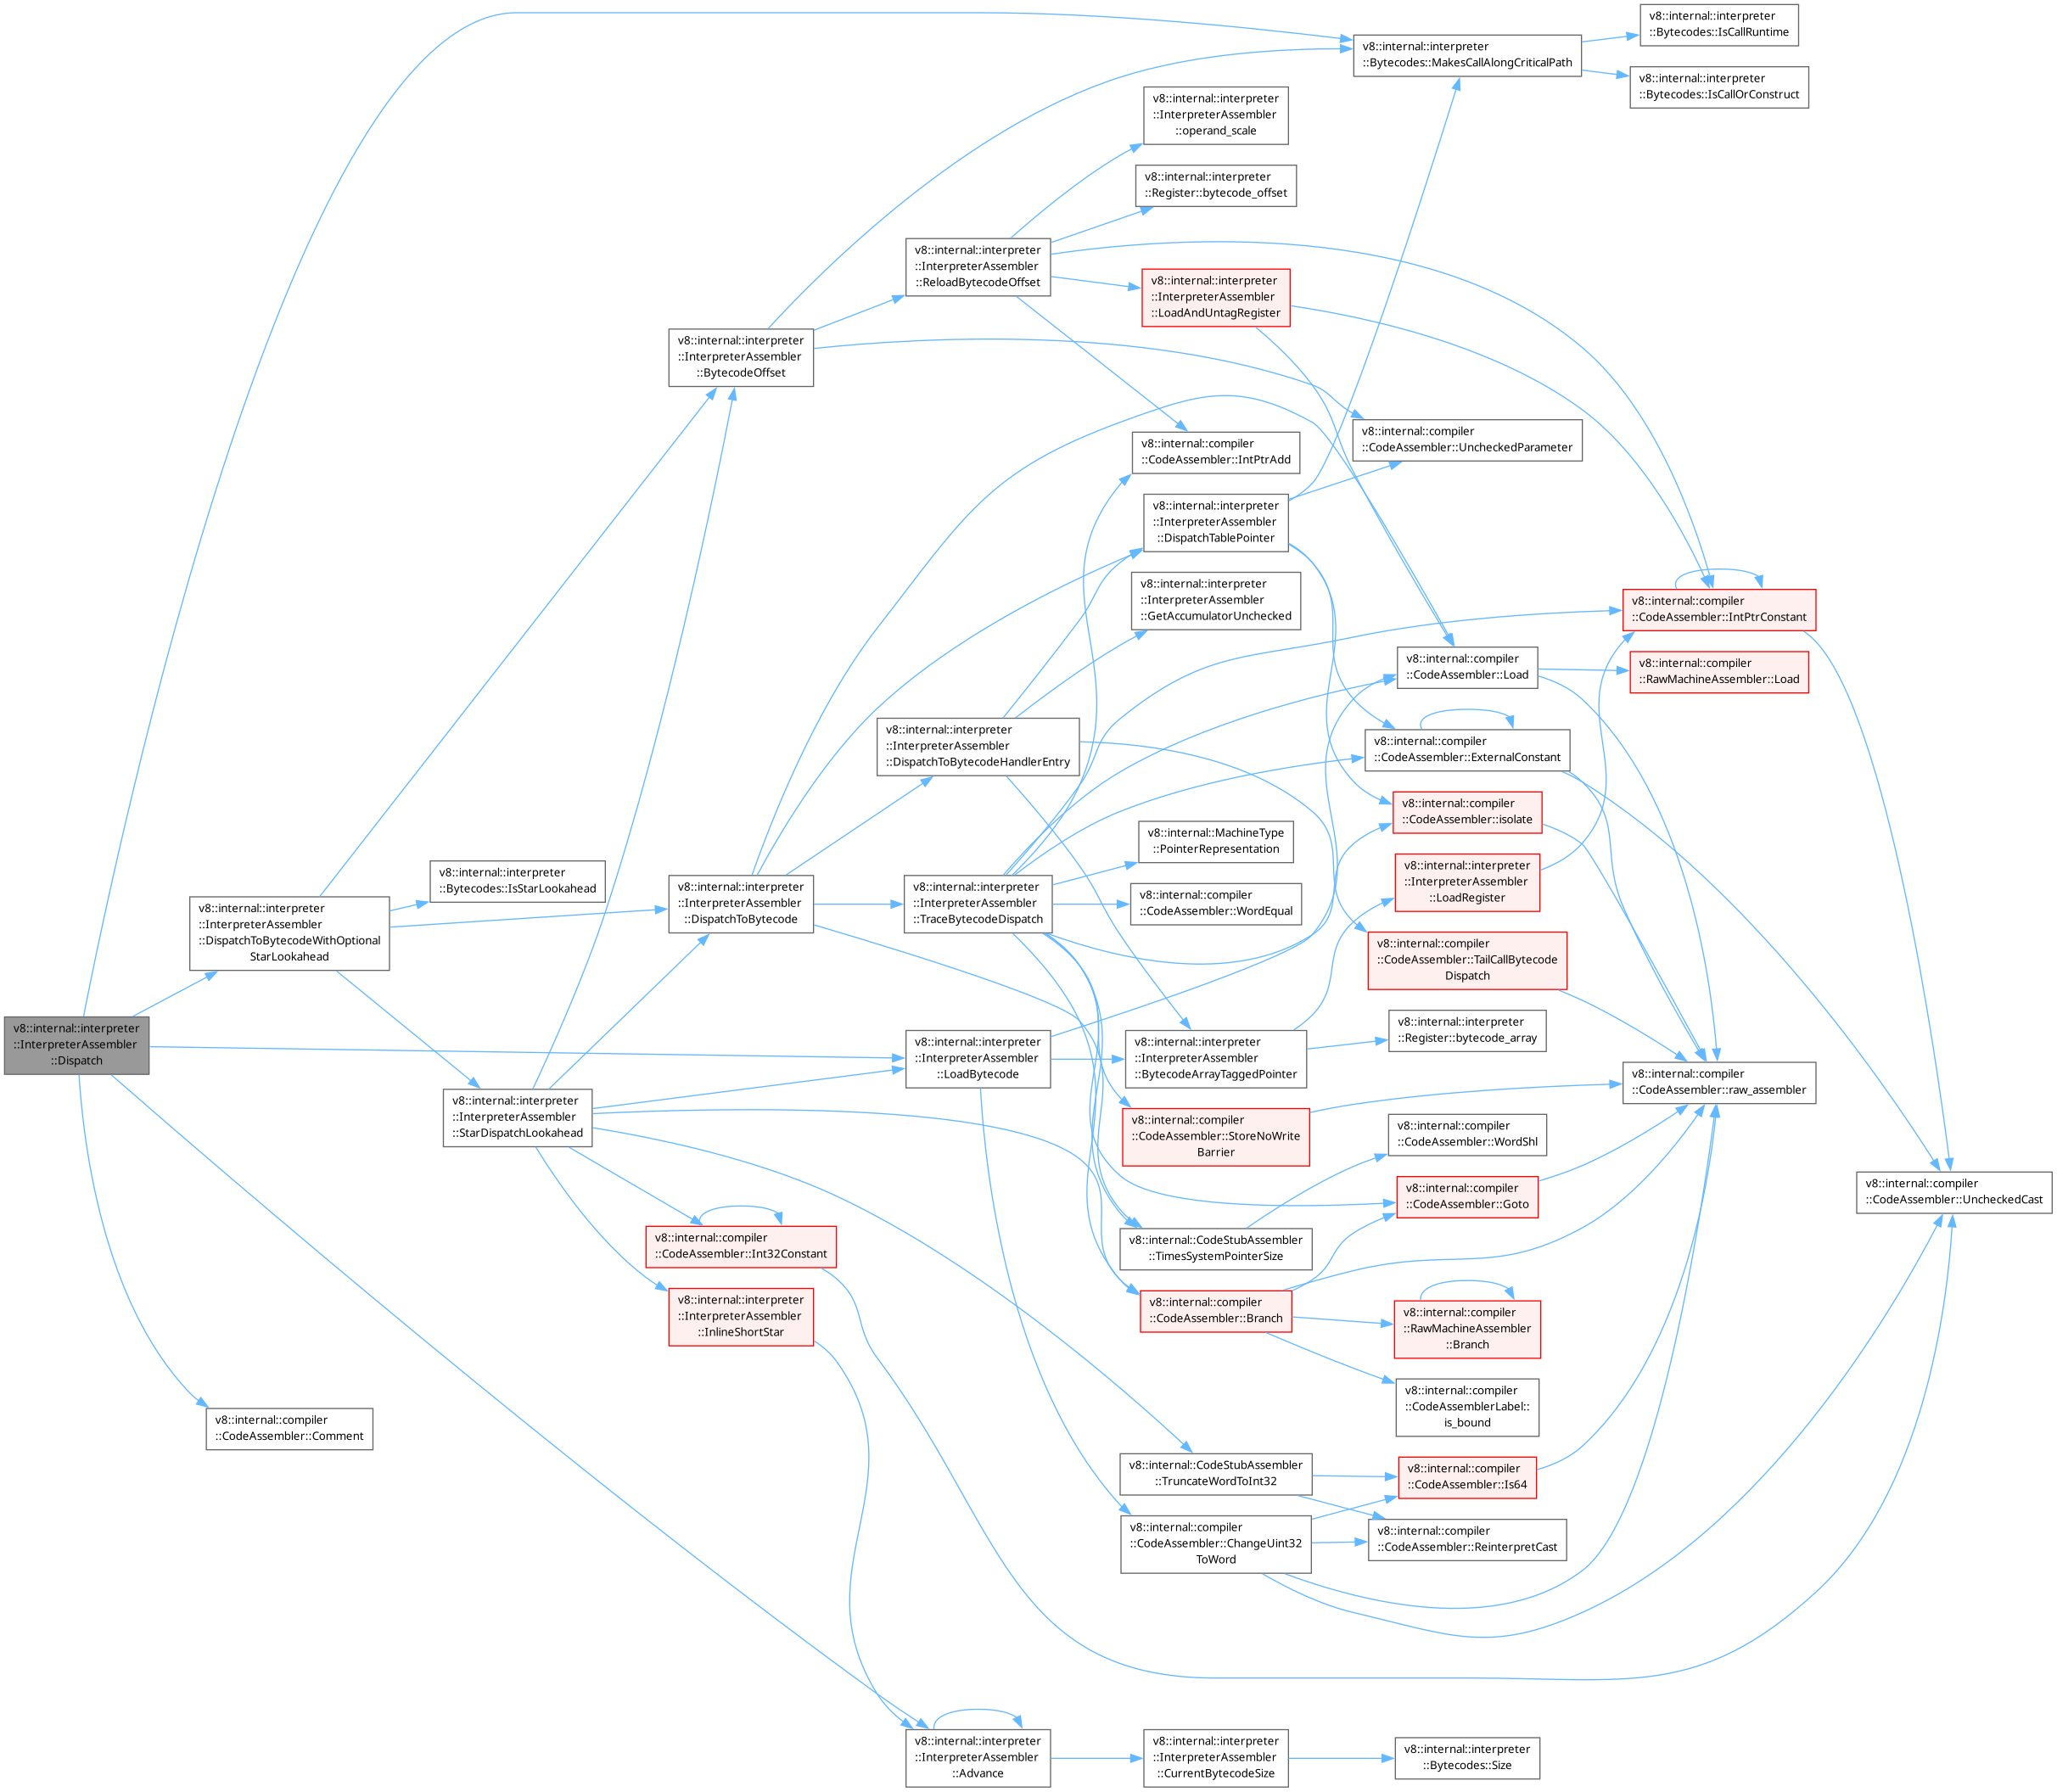 v8::internal::interpreter
::Bytecodes::IsCallRuntime
v8::internal::interpreter
::Bytecodes::MakesCallAlongCriticalPath
v8::internal::interpreter
::Bytecodes::IsCallOrConstruct
v8::internal::interpreter
::InterpreterAssembler
::operand_scale
v8::internal::interpreter
::Register::bytecode_offset
v8::internal::interpreter
::InterpreterAssembler
::ReloadBytecodeOffset
v8::internal::interpreter
::InterpreterAssembler
::LoadAndUntagRegister
v8::internal::interpreter
::InterpreterAssembler
::BytecodeOffset
v8::internal::compiler
::CodeAssembler::UncheckedParameter
v8::internal::compiler
::CodeAssembler::IntPtrAdd
v8::internal::interpreter
::InterpreterAssembler
::DispatchTablePointer
v8::internal::interpreter
::InterpreterAssembler
::GetAccumulatorUnchecked
v8::internal::compiler
::CodeAssembler::IntPtrConstant
v8::internal::compiler
::CodeAssembler::Load
v8::internal::compiler
::RawMachineAssembler::Load
v8::internal::interpreter
::InterpreterAssembler
::DispatchToBytecodeHandlerEntry
v8::internal::compiler
::CodeAssembler::ExternalConstant
v8::internal::compiler
::CodeAssembler::isolate
v8::internal::MachineType
::PointerRepresentation
v8::internal::interpreter
::Bytecodes::IsStarLookahead
v8::internal::interpreter
::InterpreterAssembler
::DispatchToBytecode
v8::internal::interpreter
::InterpreterAssembler
::TraceBytecodeDispatch
v8::internal::compiler
::CodeAssembler::WordEqual
v8::internal::interpreter
::InterpreterAssembler
::LoadRegister
v8::internal::interpreter
::InterpreterAssembler
::DispatchToBytecodeWithOptional
StarLookahead
v8::internal::compiler
::CodeAssembler::TailCallBytecode
Dispatch
v8::internal::interpreter
::InterpreterAssembler
::Dispatch
v8::internal::interpreter
::InterpreterAssembler
::LoadBytecode
v8::internal::interpreter
::InterpreterAssembler
::BytecodeArrayTaggedPointer
v8::internal::interpreter
::Register::bytecode_array
v8::internal::compiler
::CodeAssembler::raw_assembler
v8::internal::interpreter
::InterpreterAssembler
::StarDispatchLookahead
v8::internal::compiler
::CodeAssembler::StoreNoWrite
Barrier
v8::internal::compiler
::CodeAssembler::WordShl
v8::internal::compiler
::CodeAssembler::UncheckedCast
v8::internal::compiler
::CodeAssembler::Goto
v8::internal::compiler
::CodeAssembler::Int32Constant
v8::internal::CodeStubAssembler
::TimesSystemPointerSize
v8::internal::interpreter
::InterpreterAssembler
::InlineShortStar
v8::internal::compiler
::CodeAssembler::Branch
v8::internal::compiler
::RawMachineAssembler
::Branch
v8::internal::compiler
::CodeAssemblerLabel::
is_bound
v8::internal::compiler
::CodeAssembler::Comment
v8::internal::CodeStubAssembler
::TruncateWordToInt32
v8::internal::compiler
::CodeAssembler::Is64
v8::internal::compiler
::CodeAssembler::ChangeUint32
ToWord
v8::internal::compiler
::CodeAssembler::ReinterpretCast
v8::internal::interpreter
::InterpreterAssembler
::Advance
v8::internal::interpreter
::InterpreterAssembler
::CurrentBytecodeSize
v8::internal::interpreter
::Bytecodes::Size